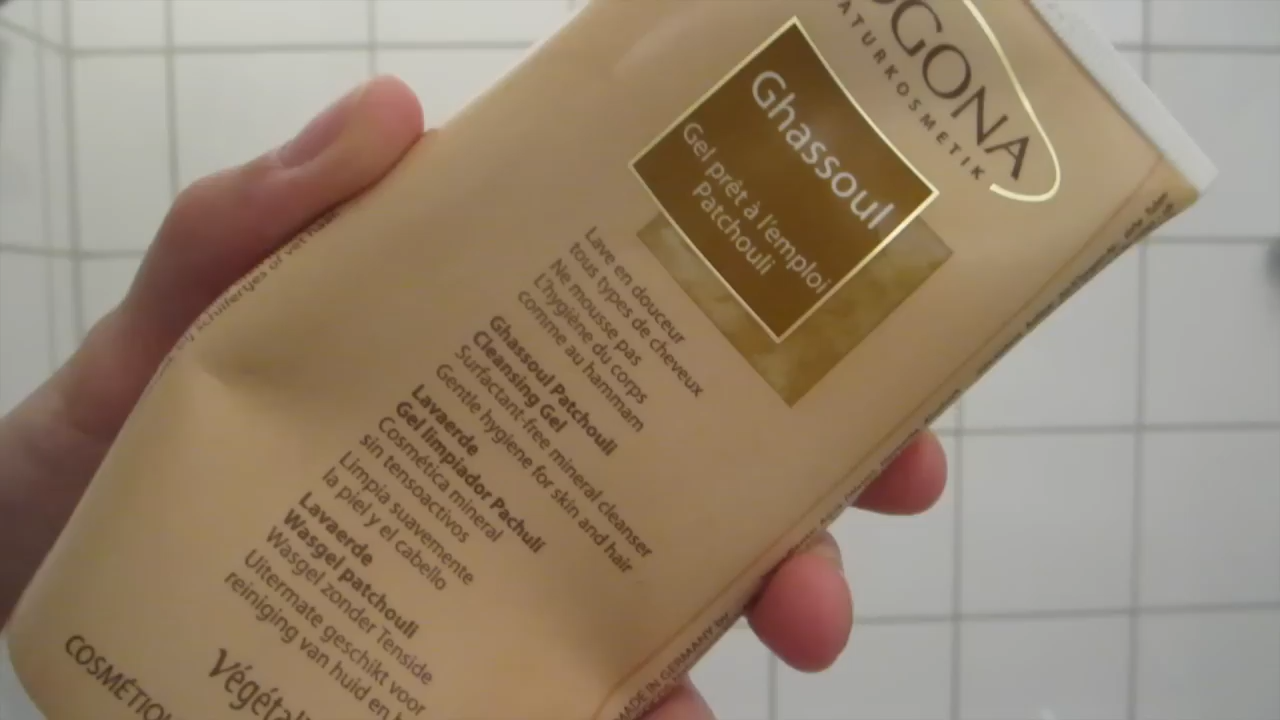 OGONA
NATURKOSMETIK
Ghassoul
Gel prêt à l'emploi
Patchouli
Lave en douceur
tous types de cheveux
Ne mousse pas
L'hygiène du corps
comme au hammam
Ghassoul Patchouli
Cleansing Gel
Surfactant-free mineral cleanser
Gentle hygiene for skin and hair
Lavaerde
Gel limpiador Pachuli
Cosmética mineral
sin tensoactivos
Limpia suavemente
la piel y el cabello
Lavaerde
Wasgel patchouli
Wasgel zonder Tenside
Uitermate geschikt voor
reiniging van huid en h
Végétal
COSMÉTIQU
MADE IN GERMANY by